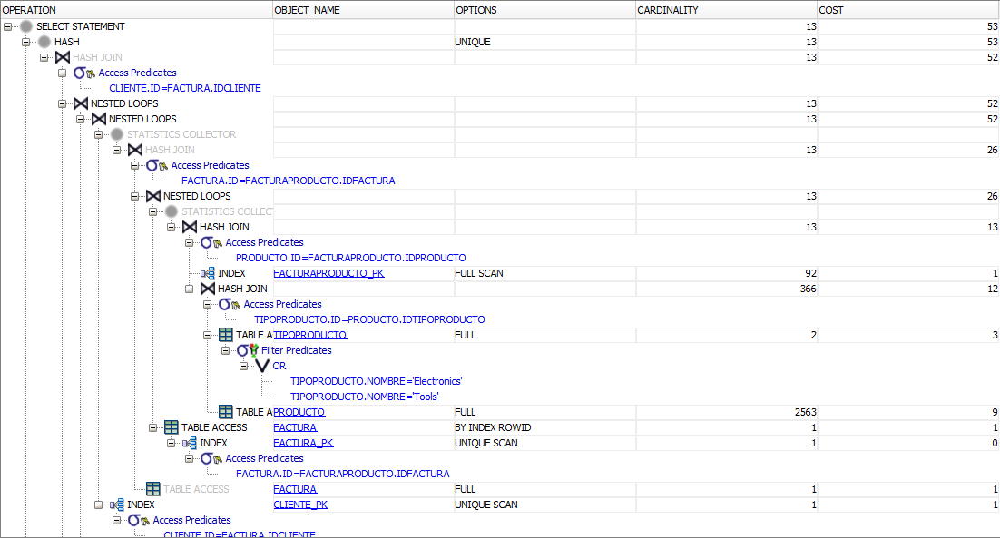 OPERATION OBJECT_NAME OPTIONS CARDINALITY COST
SELECT STATEMENT 13 53
HASH UNIQUE 13 53
HASH JOIN 13 52
Access Predicates
CLIENTE.ID=FACTURA.IDCLIENTE
NESTED LOOPS 13 52
NESTED LOOPS 13 52
STATISTICS COLLECTOR
HASH JOIN 13 26
Access Predicates
FACTURA.ID=FACTURAPRODUCTO.IDFACTURA
NESTED LOOPS 13 26
STATISTICS COLLECT
HASH JOIN 13 13
Access Predicates
PRODUCTO.ID=FACTURAPRODUCTO.IDPRODUCTO
INDEX FACTURAPRODUCTO_PK FULL SCAN 92 1
HASH JOIN 366 12
Access Predicates
TIPOPRODUCTO.ID=PRODUCTO.IDTIPOPRODUCTO
TABLE A TIPOPRODUCTO FULL 2 3
Filter Predicates
OR
TIPOPRODUCTO.NOMBRE='Electronics'
TIPOPRODUCTO.NOMBRE='Tools'
TABLE A PRODUCTO FULL 2563 9
TABLE ACCESS FACTURA BY INDEX ROWID 1 1
INDEX FACTURA_PK UNIQUE SCAN 1 0
Access Predicates
FACTURA.ID=FACTURAPRODUCTO.IDFACTURA
TABLE ACCESS FACTURA FULL 1 1
INDEX CLIENTE_PK UNIQUE SCAN 1 1
Access Predicates
CLIENTE.ID=FACTURA.IDCLIENTE